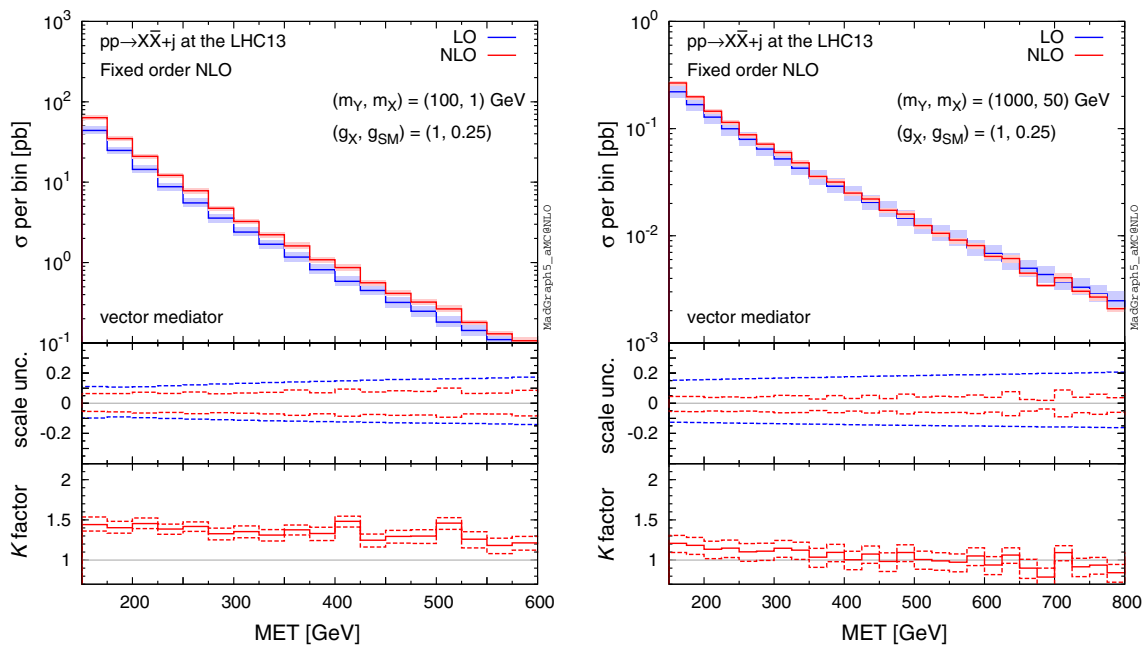 10^3
10^2
10^1
10^0
10^-1
10^-1
σ per bin [pb]
pp→XX̅+j at the LHC13
Fixed order NLO
LO
NLO
(m_Y, m_X) = (100, 1) GeV
(g_X, g_SM) = (1, 0.25)
vector mediator
MadGraph5_aMC@NLO
scale unc.
0.2
0
-0.2
K factor
2
1.5
1
200 300 400 500 600
MET [GeV]
10^0
10^-1
10^-2
10^-3
10^-3
σ per bin [pb]
pp→XX̅+j at the LHC13
Fixed order NLO
LO
NLO
(m_Y, m_X) = (1000, 50) GeV
(g_X, g_SM) = (1, 0.25)
vector mediator
MadGraph5_aMC@NLO
scale unc.
0.2
0
-0.2
K factor
2
1.5
1
200 300 400 500 600 700 800
MET [GeV]